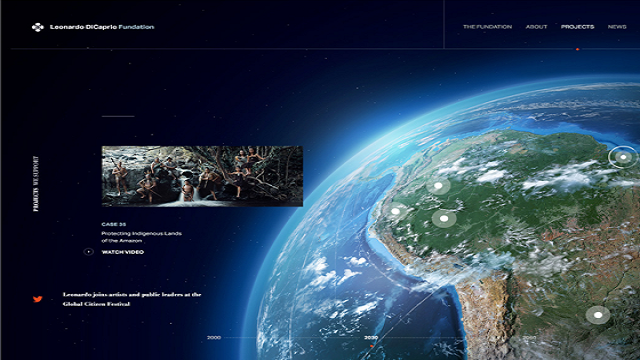 Leonardo DiCaprio Fundation
THE FUNDATION ABOUT PROJECTS NEWS
PROJECTS WE SUPPORT
CASE 35
Protecting Indigenous Lands
of the Amazon
WATCH VIDEO
Leonardo joins artists and public leaders at the
Global Citizen Festival
2000 2030